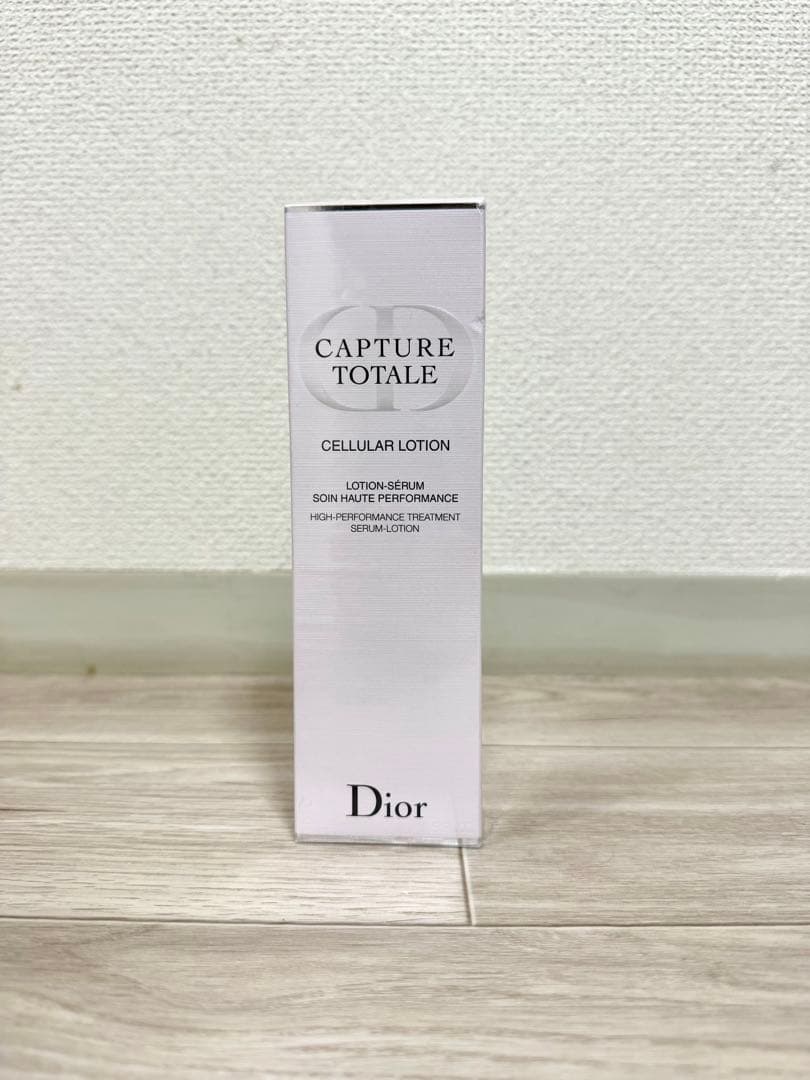 CAPTURE
TOTALE
CELLULAR LOTION
LOTION-SÉRUM
SOIN HAUTE PERFORMANCE
HIGH-PERFORMANCE TREATMENT
SERUM-LOTION
Dior